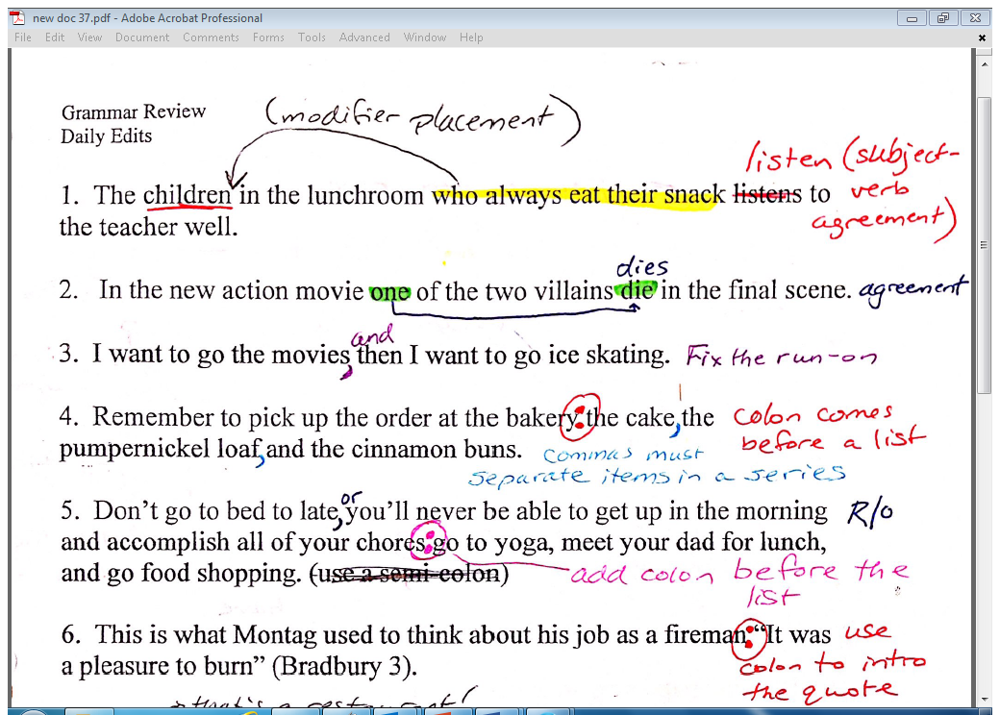 new doc 37.pdf - Adobe Acrobat Professional
File Edit View Document Comments Forms Tools Advanced Window Help
Grammar Review
Daily Edits
(modifier placement)
listen (subject-
verb
agreement)
1. The children in the lunchroom who always eat their snack listens to
the teacher well.
dies
2. In the new action movie one of the two villains die in the final scene. agreement
and
3. I want to go the movies, then I want to go ice skating. Fix the run-on
4. Remember to pick up the order at the bakery: the cake, the
pumpernickel loaf, and the cinnamon buns.
colon comes
before a list
commas must
separate items in a series
or
5. Don't go to bed to late, you'll never be able to get up in the morning R/o
and accomplish all of your chores: go to yoga, meet your dad for lunch,
and go food shopping. (use a semi-colon) add colon before the
list
6. This is what Montag used to think about his job as a fireman: "It was use
a pleasure to burn" (Bradbury 3).
colon to intro
the quote
that's a restaurant!